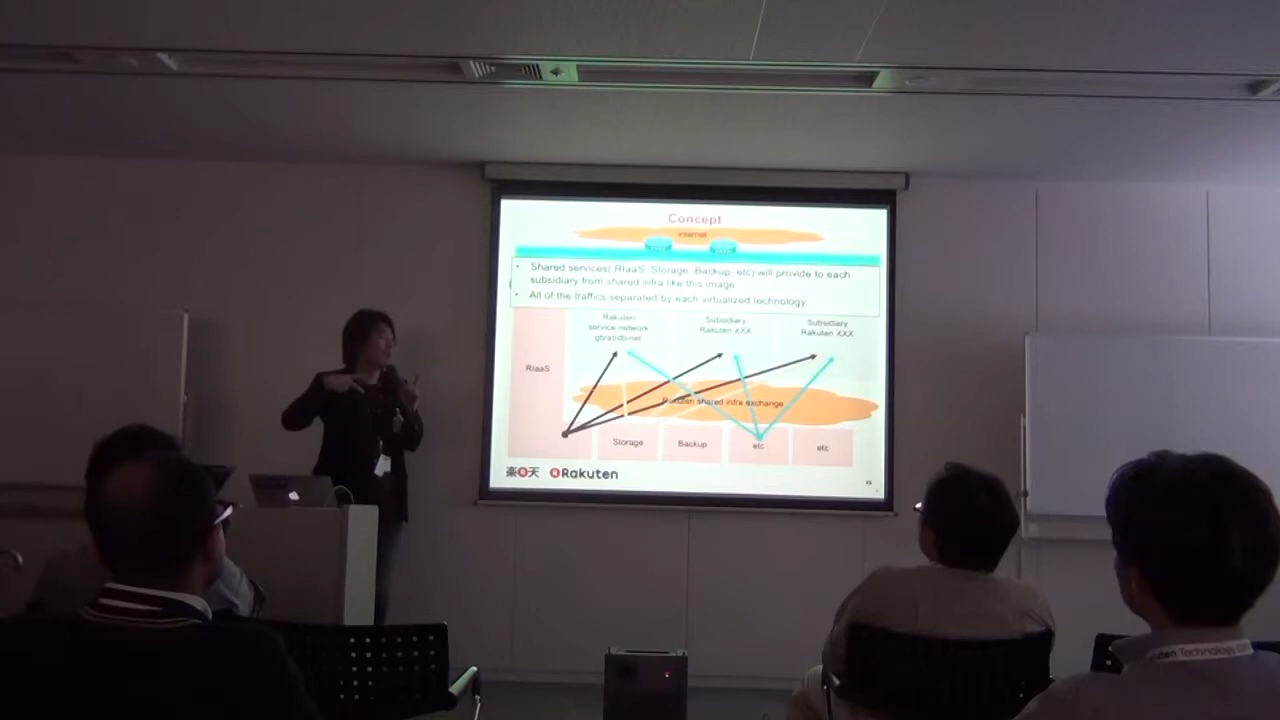 Concept
internet
• Shared services( RIaaS, Storage, Backup, etc) will provide to each
subsidiary from shared infra like this image
• All of the traffics separated by each virtualized technology.
Rakuten
service network
Subsidiary
Rakuten XXX
Subsidiary
Rakuten XXX
RIaaS
Rakuten shared infra exchange
Storage
Backup
etc
etc
楽天 Rakuten
Technology